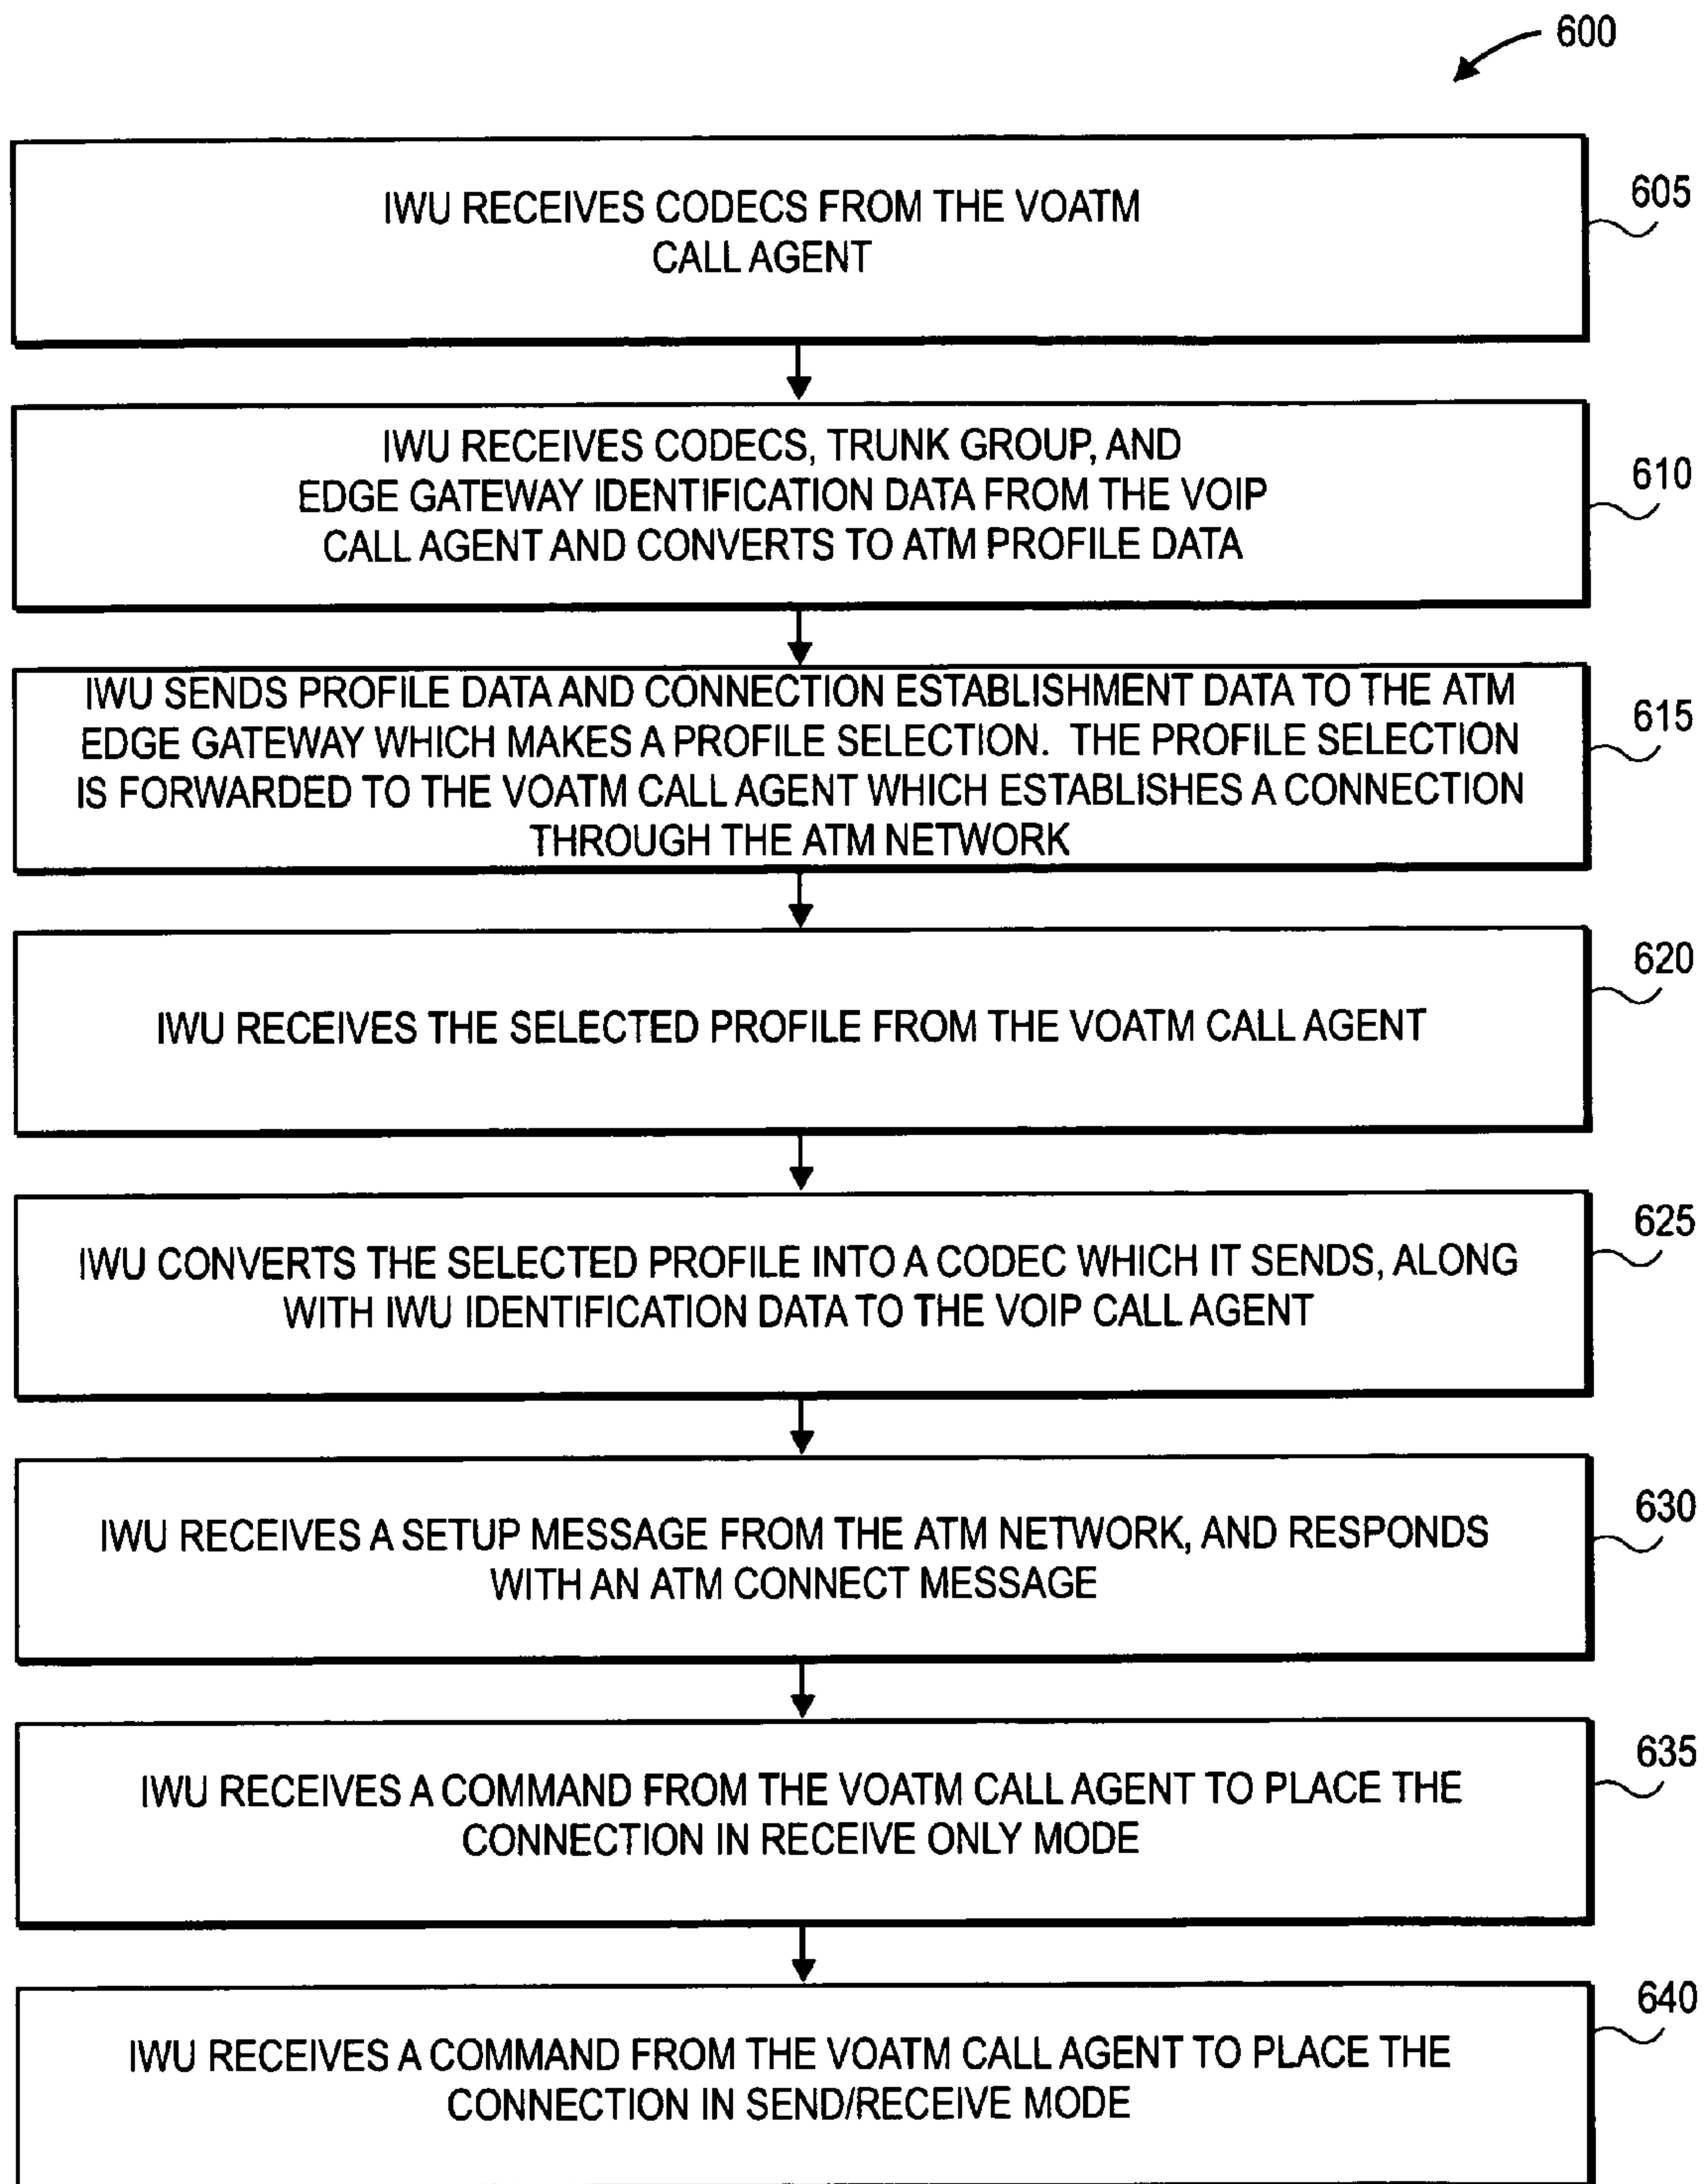 600
IWU RECEIVES CODECS FROM THE VOATM
CALL AGENT
605
IWU RECEIVES CODECS, TRUNK GROUP, AND
EDGE GATEWAY IDENTIFICATION DATA FROM THE VOIP
CALL AGENT AND CONVERTS TO ATM PROFILE DATA
610
IWU SENDS PROFILE DATA AND CONNECTION ESTABLISHMENT DATA TO THE ATM
EDGE GATEWAY WHICH MAKES A PROFILE SELECTION. THE PROFILE SELECTION
IS FORWARDED TO THE VOATM CALL AGENT WHICH ESTABLISHES A CONNECTION
THROUGH THE ATM NETWORK
615
IWU RECEIVES THE SELECTED PROFILE FROM THE VOATM CALL AGENT
620
IWU CONVERTS THE SELECTED PROFILE INTO A CODEC WHICH IT SENDS, ALONG
WITH IWU IDENTIFICATION DATA TO THE VOIP CALL AGENT
625
IWU RECEIVES A SETUP MESSAGE FROM THE ATM NETWORK, AND RESPONDS
WITH AN ATM CONNECT MESSAGE
630
IWU RECEIVES A COMMAND FROM THE VOATM CALL AGENT TO PLACE THE
CONNECTION IN RECEIVE ONLY MODE
635
IWU RECEIVES A COMMAND FROM THE VOATM CALL AGENT TO PLACE THE
CONNECTION IN SEND/RECEIVE MODE
640